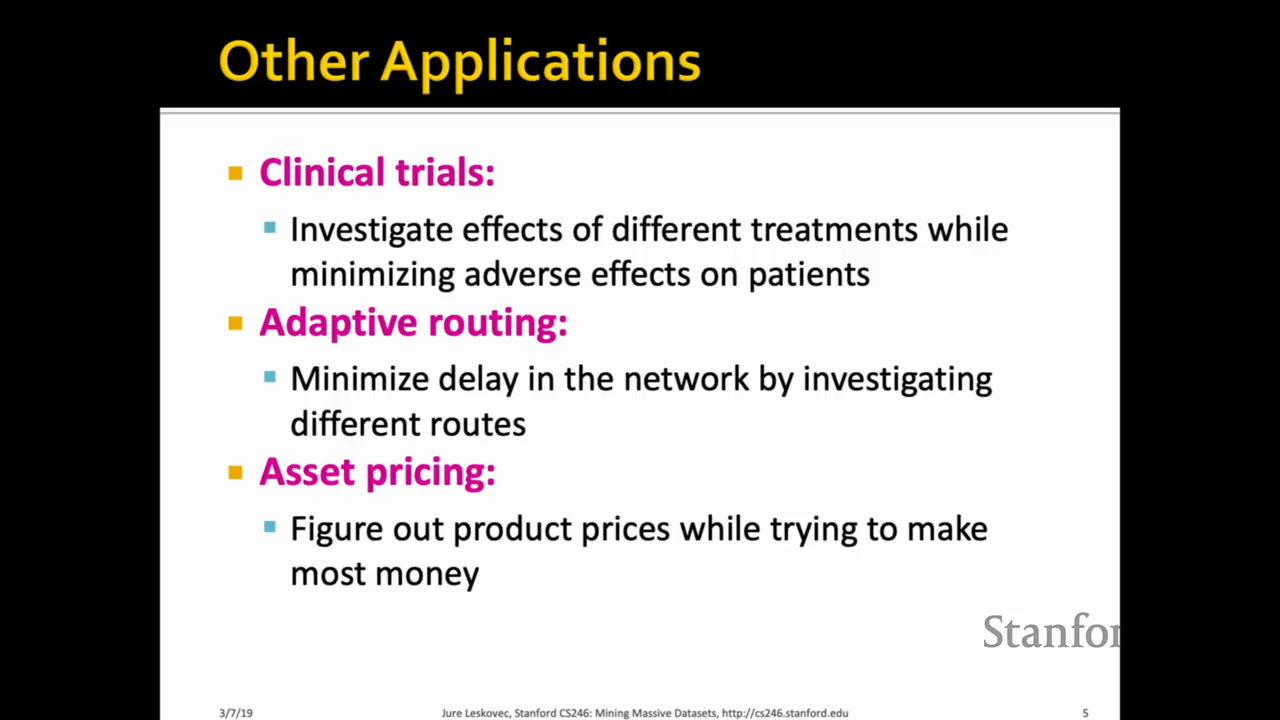 Other Applications
Clinical trials:
Investigate effects of different treatments while
minimizing adverse effects on patients
Adaptive routing:
Minimize delay in the network by investigating
different routes
Asset pricing:
Figure out product prices while trying to make
most money
Stanfor
3/7/19
Jure Leskovec, Stanford CS246: Mining Massive Datasets, http://cs246.stanford.edu
5